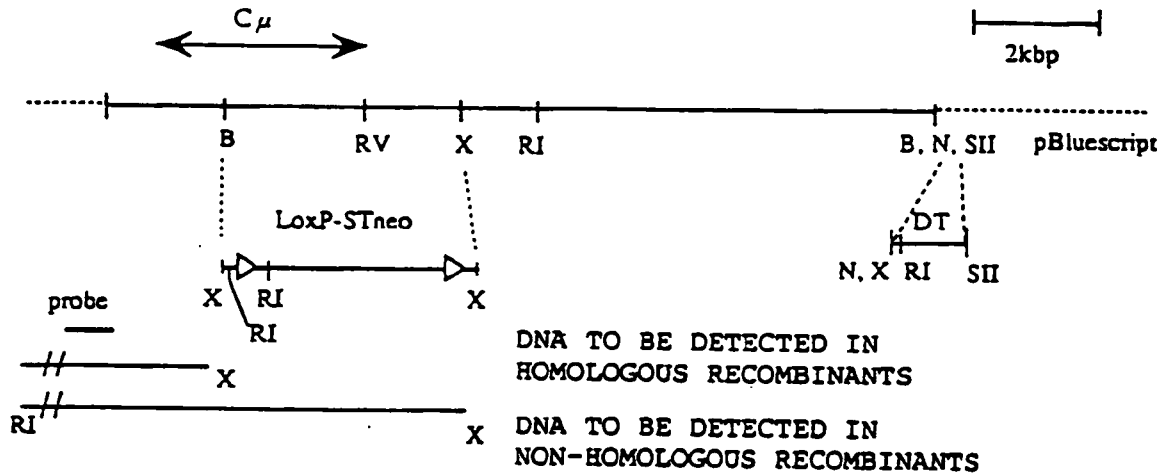 Cμ
2kbp
B RV X RI B, N, SII pBluescript
LoxP-STneo
DT
N, X RI SII
X RI X
RI
probe
X
DNA TO BE DETECTED IN
HOMOLOGOUS RECOMBINANTS
RI X
DNA TO BE DETECTED IN
NON-HOMOLOGOUS RECOMBINANTS